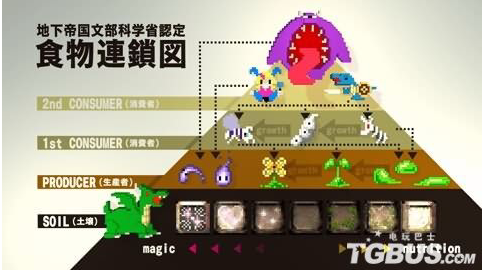 地下帝国文部科学省認定
食物連鎖図
2nd CONSUMER (消費者)
1st CONSUMER (消費者)
growth growth
PRODUCER (生産者)
growth growth
SOIL (土壌)
magic nutrition
电玩巴士
TGBUS.com